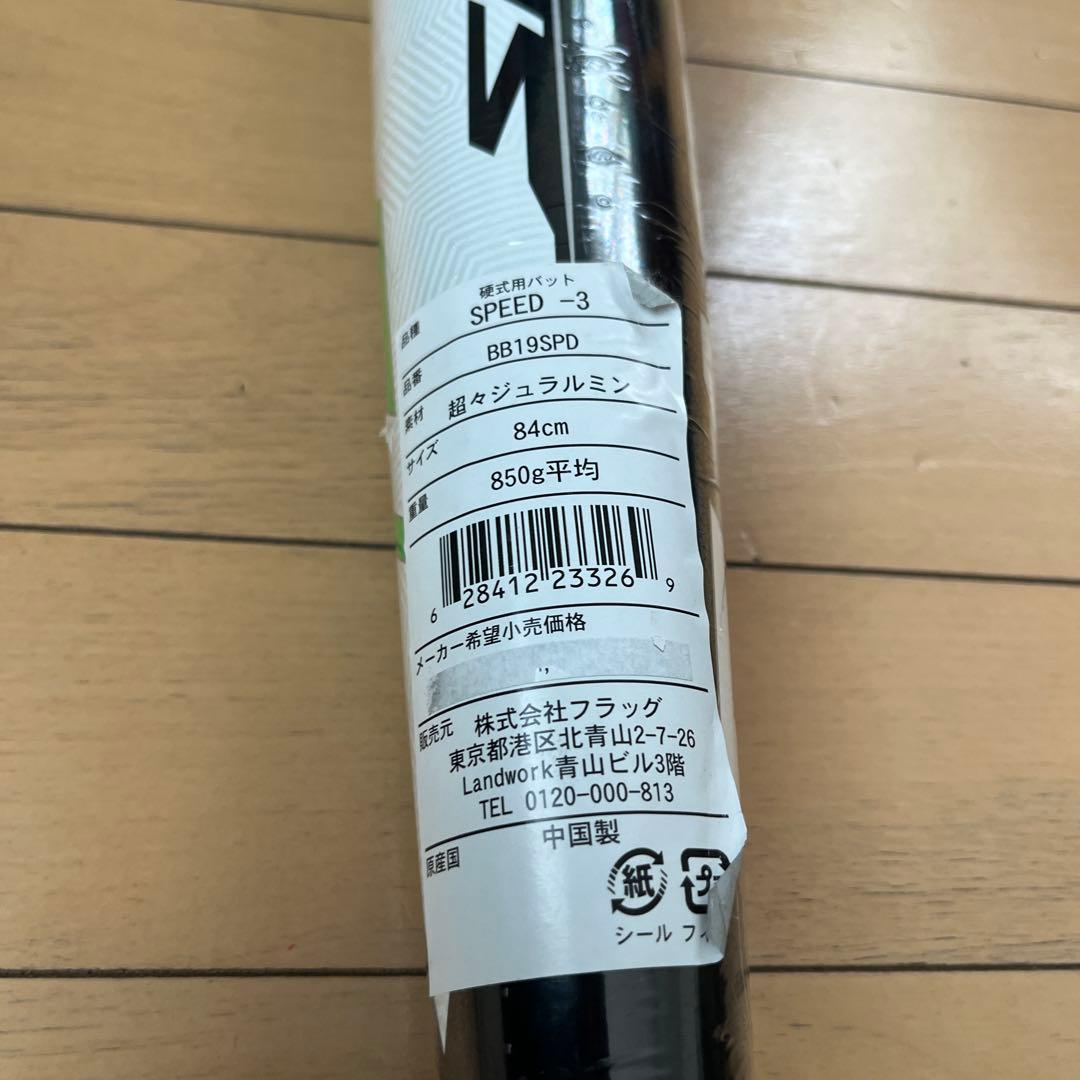 硬式用バット
品種 SPEED -3
品番 BB19SPD
素材 超々ジュラルミン
サイズ 84cm
重量 850g平均
6 28412 23326 9
メーカー希望小売価格
販売元 株式会社フラッグ
東京都港区北青山2-7-26
Landwork青山ビル3階
TEL 0120-000-813
原産国 中国製
紙 プ
シール フィ